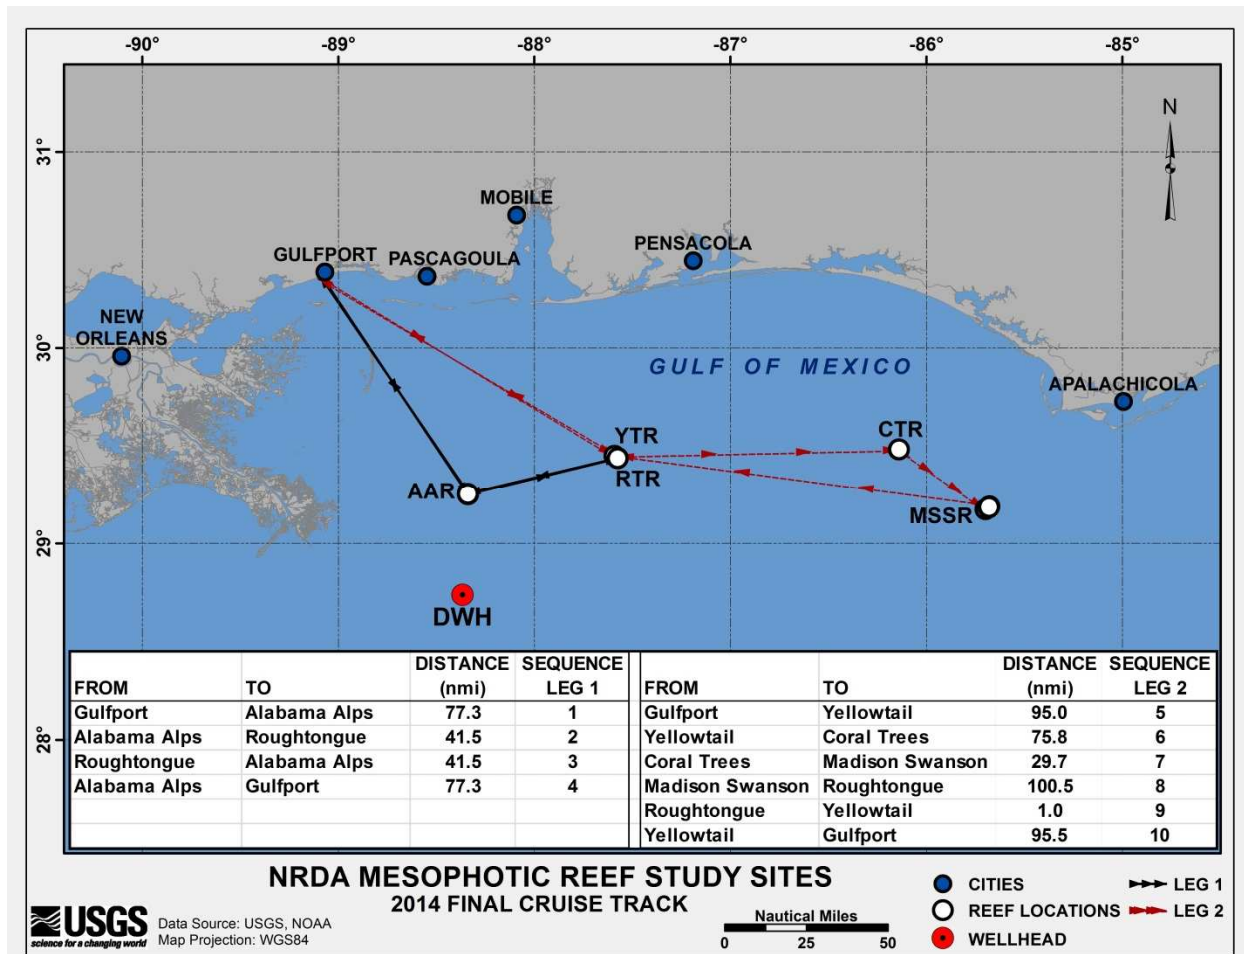 -90° -89° -88° -87° -86° -85°
N
31°
MOBILE
PENSACOLA
GULFPORT
PASCAGOULA
NEW
ORLEANS
30°
GULF OF MEXICO
APALACHICOLA
YTR
CTR
RTR
AAR
MSSR
29°
DWH
28°
FROM TO DISTANCE (nmi) SEQUENCE LEG 1
Gulfport Alabama Alps 77.3 1
Alabama Alps Roughtongue 41.5 2
Roughtongue Alabama Alps 41.5 3
Alabama Alps Gulfport 77.3 4
FROM TO DISTANCE (nmi) SEQUENCE LEG 2
Gulfport Yellowtail 95.0 5
Yellowtail Coral Trees 75.8 6
Coral Trees Madison Swanson 29.7 7
Madison Swanson Roughtongue 100.5 8
Roughtongue Yellowtail 1.0 9
Yellowtail Gulfport 95.5 10
NRDA MESOPHOTIC REEF STUDY SITES
2014 FINAL CRUISE TRACK
USGS
science for a changing world
Data Source: USGS, NOAA
Map Projection: WGS84
Nautical Miles
0 25 50
CITIES
REEF LOCATIONS
WELLHEAD
LEG 1
LEG 2